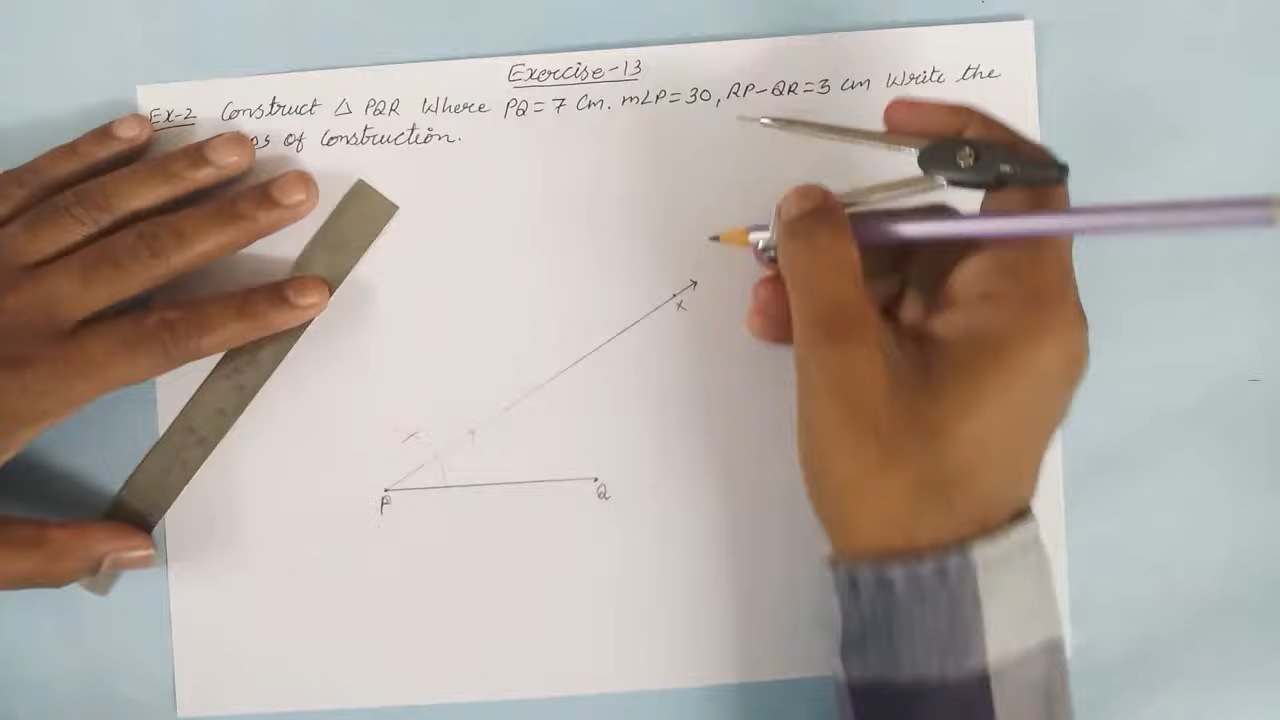 Exercise-13
Ex-2 Construct △ PQR Where PQ = 7 Cm. m∠P = 30, RP-QR = 3 cm Write the
of Construction.
X
P
Q